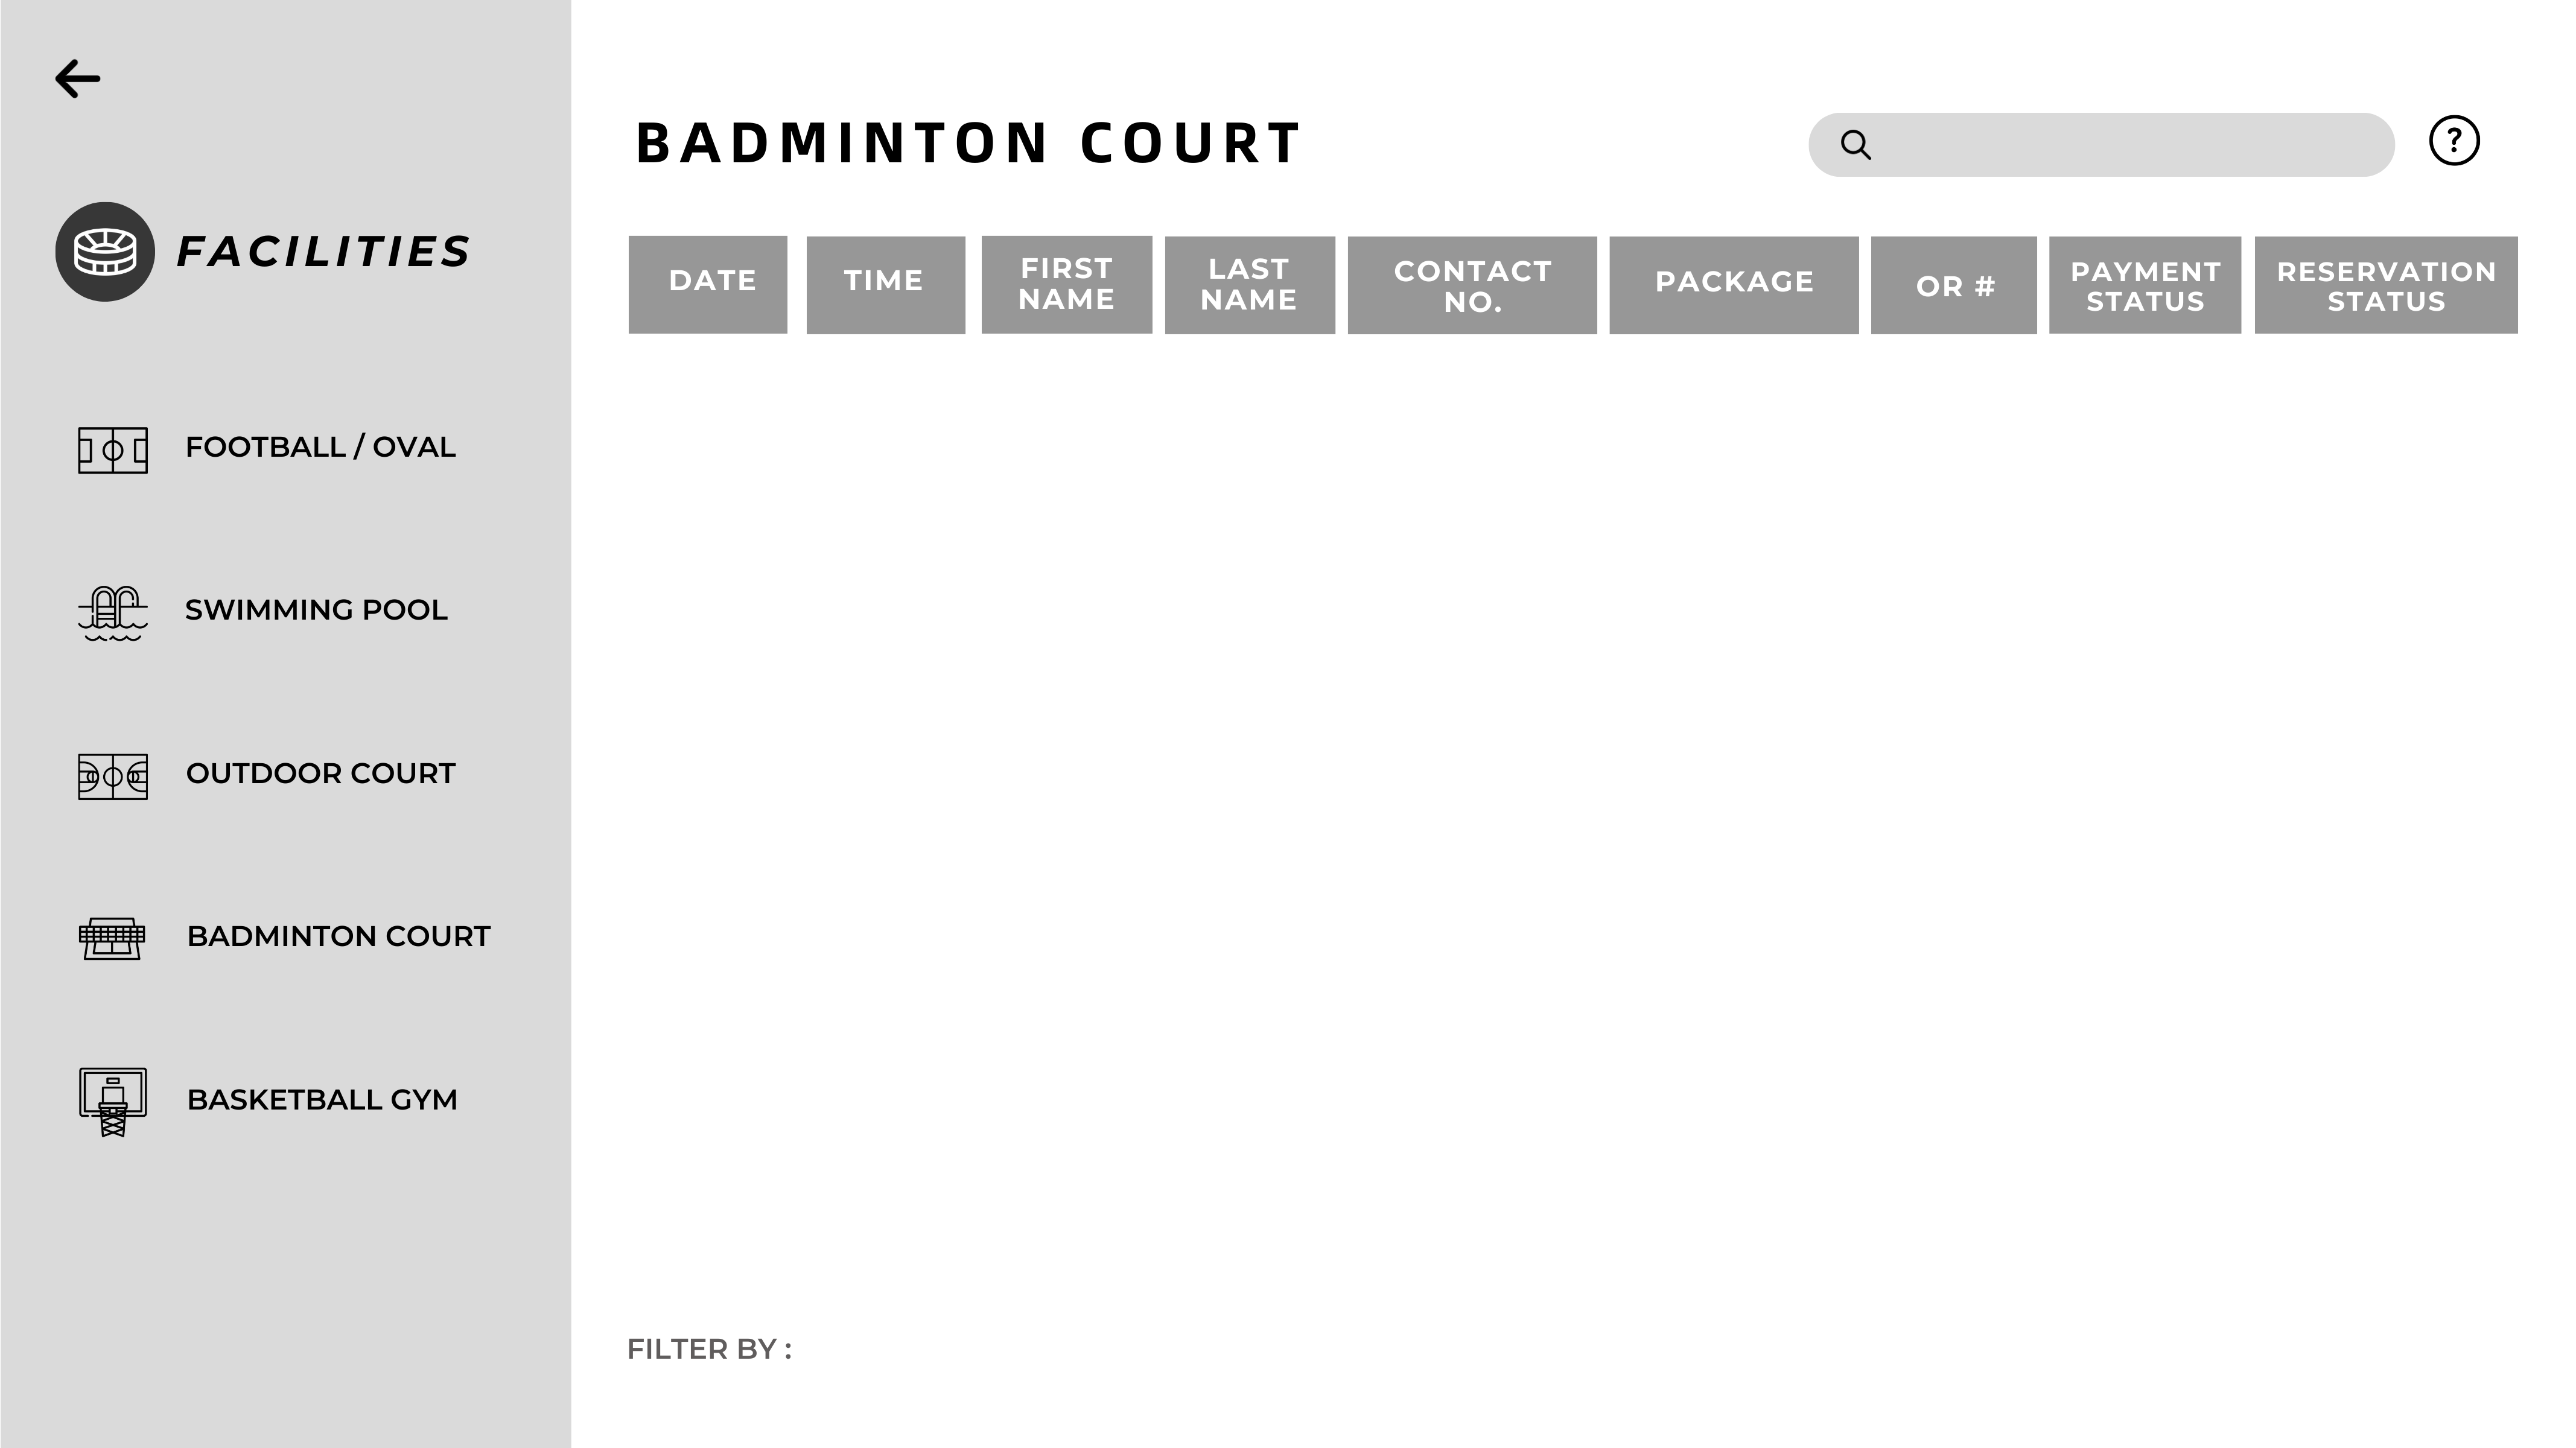 FACILITIES
FOOTBALL / OVAL
SWIMMING POOL
OUTDOOR COURT
BADMINTON COURT
BASKETBALL GYM
BADMINTON COURT
?
DATE
TIME
FIRST
NAME
LAST
NAME
CONTACT
NO.
PACKAGE
OR #
PAYMENT
STATUS
RESERVATION
STATUS
FILTER BY :